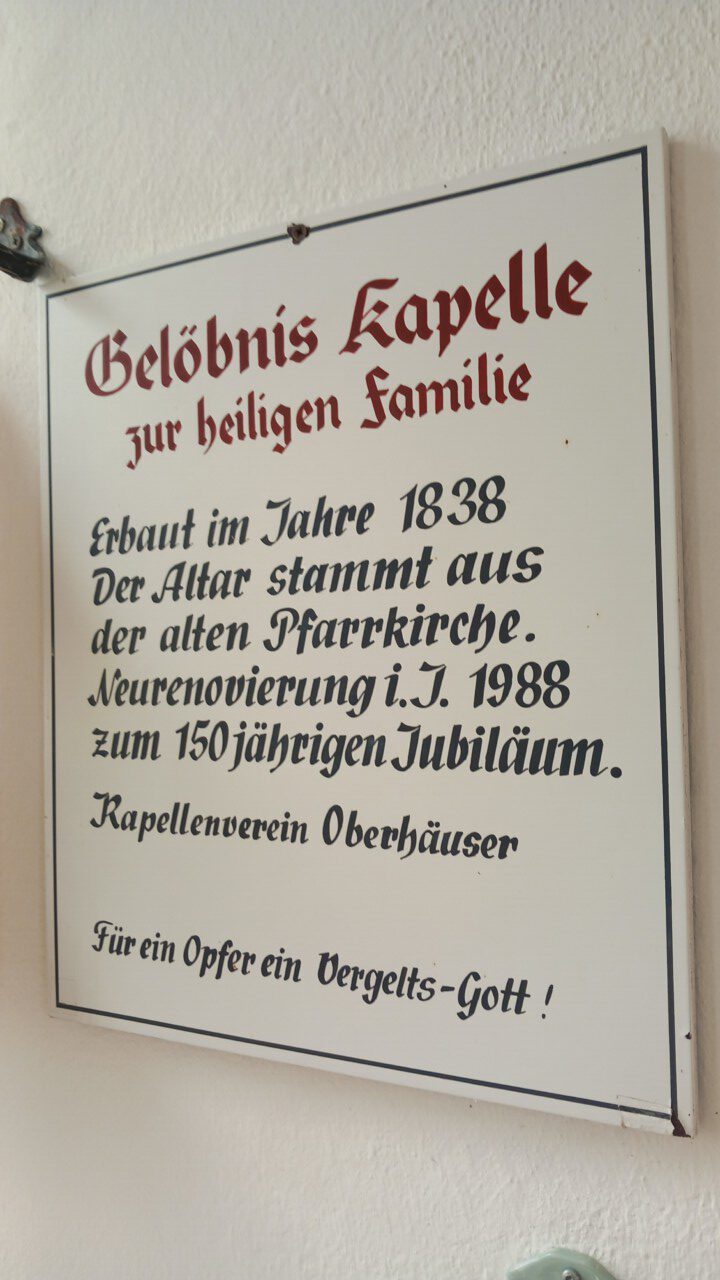 Gelöbnis Kapelle
zur heiligen Familie
Erbaut im Jahre 1838
Der Altar stammt aus
der alten Pfarrkirche.
Neurenovierung i.J. 1988
zum 150jährigen Jubiläum.
Kapellenverein Oberhäuser
Für ein Opfer ein Vergelts-Gott!